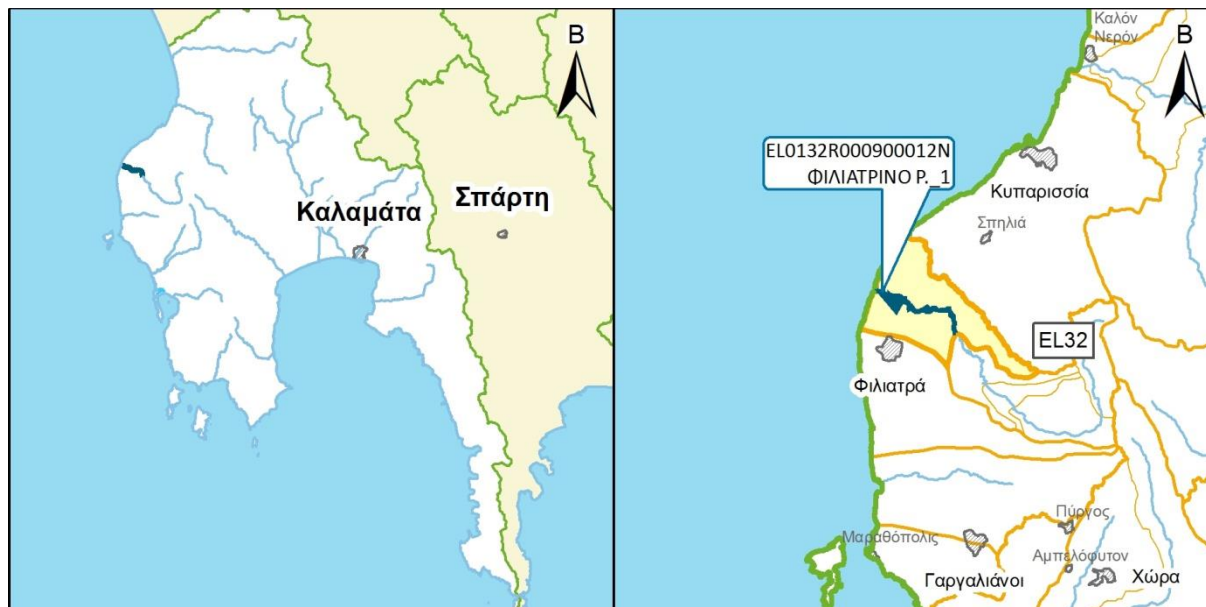 Β
Σπάρτη
Καλαμάτα
Καλόν
Νερόν
Β
EL0132R000900012N
ΦΙΛΙΑΤΡΙΝΟ Ρ._1
Κυπαρισσία
Σπηλιά
EL32
Φιλιατρά
Πύργος
Μαραθόπολις
Αμπελόφυτον
Γαργαλιάνοι
Χώρα